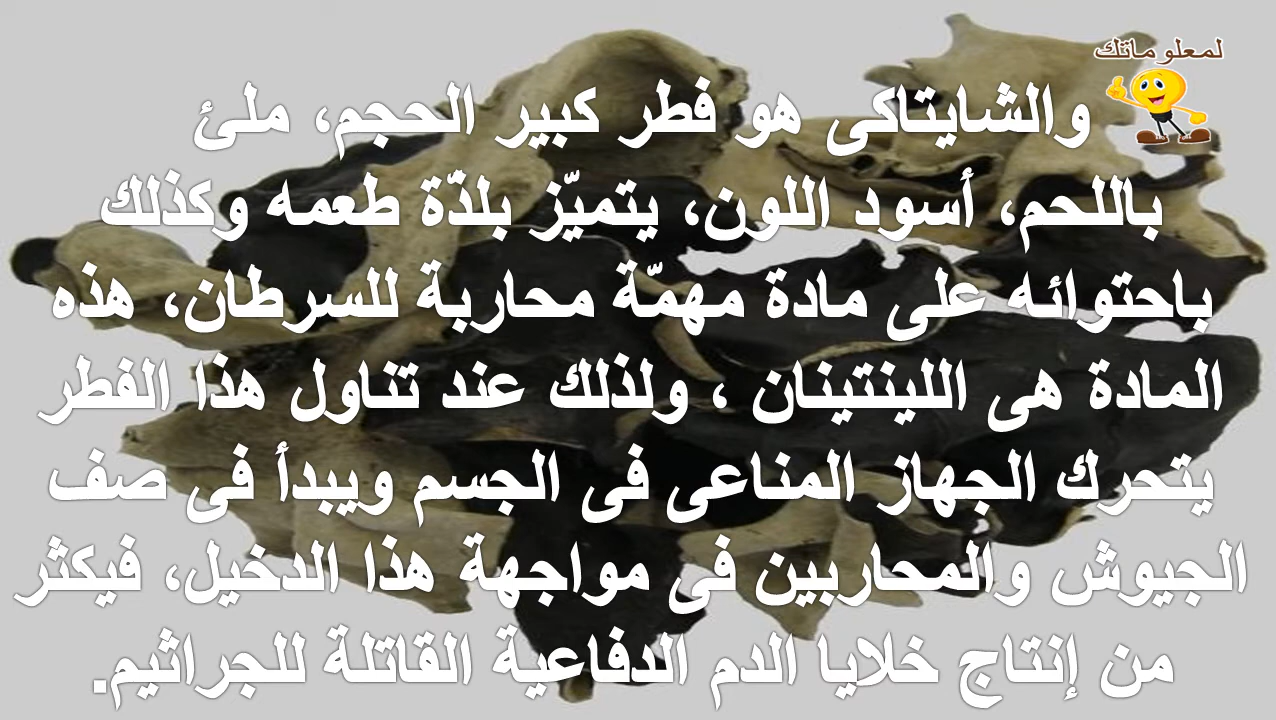 لمعلوماتك
والشايتاكى هو فطر كبير الحجم، ملئ
باللحم، أسود اللون، يتميّز بلذّة طعمه وكذلك
باحتوائه على مادة مهمّة محاربة للسرطان، هذه
المادة هى اللينتينان ، ولذلك عند تناول هذا الفطر
يتحرك الجهاز المناعى فى الجسم ويبدأ فى صف
الجيوش والمحاربين فى مواجهة هذا الدخيل، فيكثر
من إنتاج خلايا الدم الدفاعية القاتلة للجراثيم.